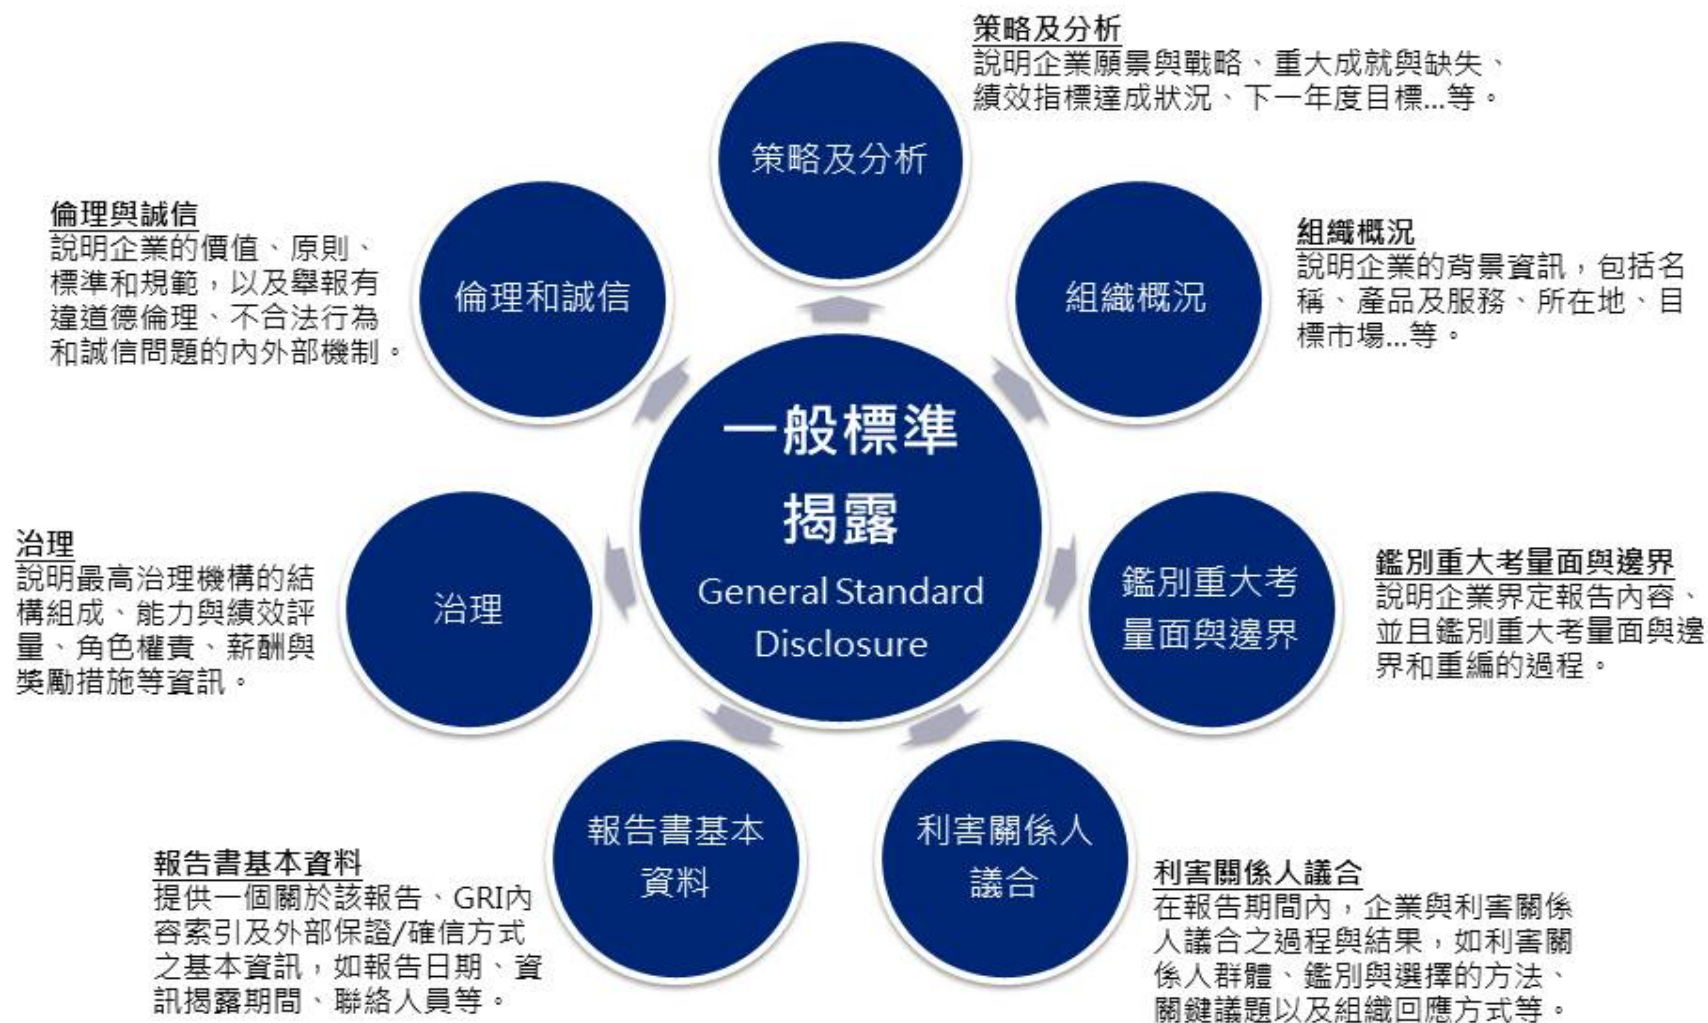 策略及分析
說明企業願景與戰略、重大成就與缺失、
績效指標達成狀況、下一年度目標...等。
策略及分析
組織概況
說明企業的背景資訊，包括名
稱、產品及服務、所在地、目
標市場...等。
組織概況
鑑別重大考量面與邊界
說明企業界定報告內容、
並且鑑別重大考量面與邊
界和重編的過程。
鑑別重大考
量面與邊界
利害關係人議合
在報告期間內，企業與利害關係
人議合之過程與結果，如利害關
係人群體、鑑別與選擇的方法、
關鍵議題以及組織回應方式等。
利害關係人
議合
報告書基本資料
提供一個關於該報告、GRI內
容索引及外部保證/確信方式
之基本資訊，如報告日期、資
訊揭露期間、聯絡人員等。
報告書基本
資料
治理
說明最高治理機構的結
構組成、能力與績效評
量、角色權責、薪酬與
獎勵措施等資訊。
治理
倫理與誠信
說明企業的價值、原則、
標準和規範，以及舉報有
違道德倫理、不合法行為
和誠信問題的內外部機制。
倫理和誠信
一般標準
揭露
General Standard
Disclosure